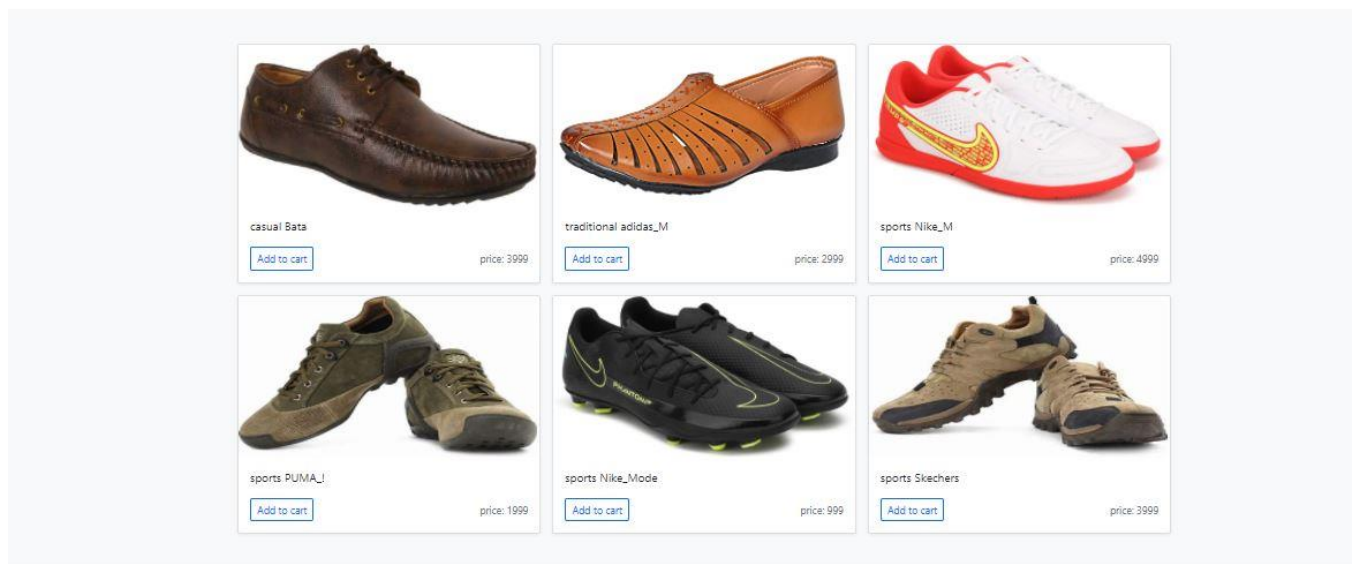 casual Bata
Add to cart
price: 3999
traditional adidas_M
Add to cart
price: 2999
sports Nike_M
Add to cart
price: 4999
sports PUMA_!
Add to cart
price: 1999
PHANTOM
sports Nike_Mode
Add to cart
price: 999
sports Skechers
Add to cart
price: 3999